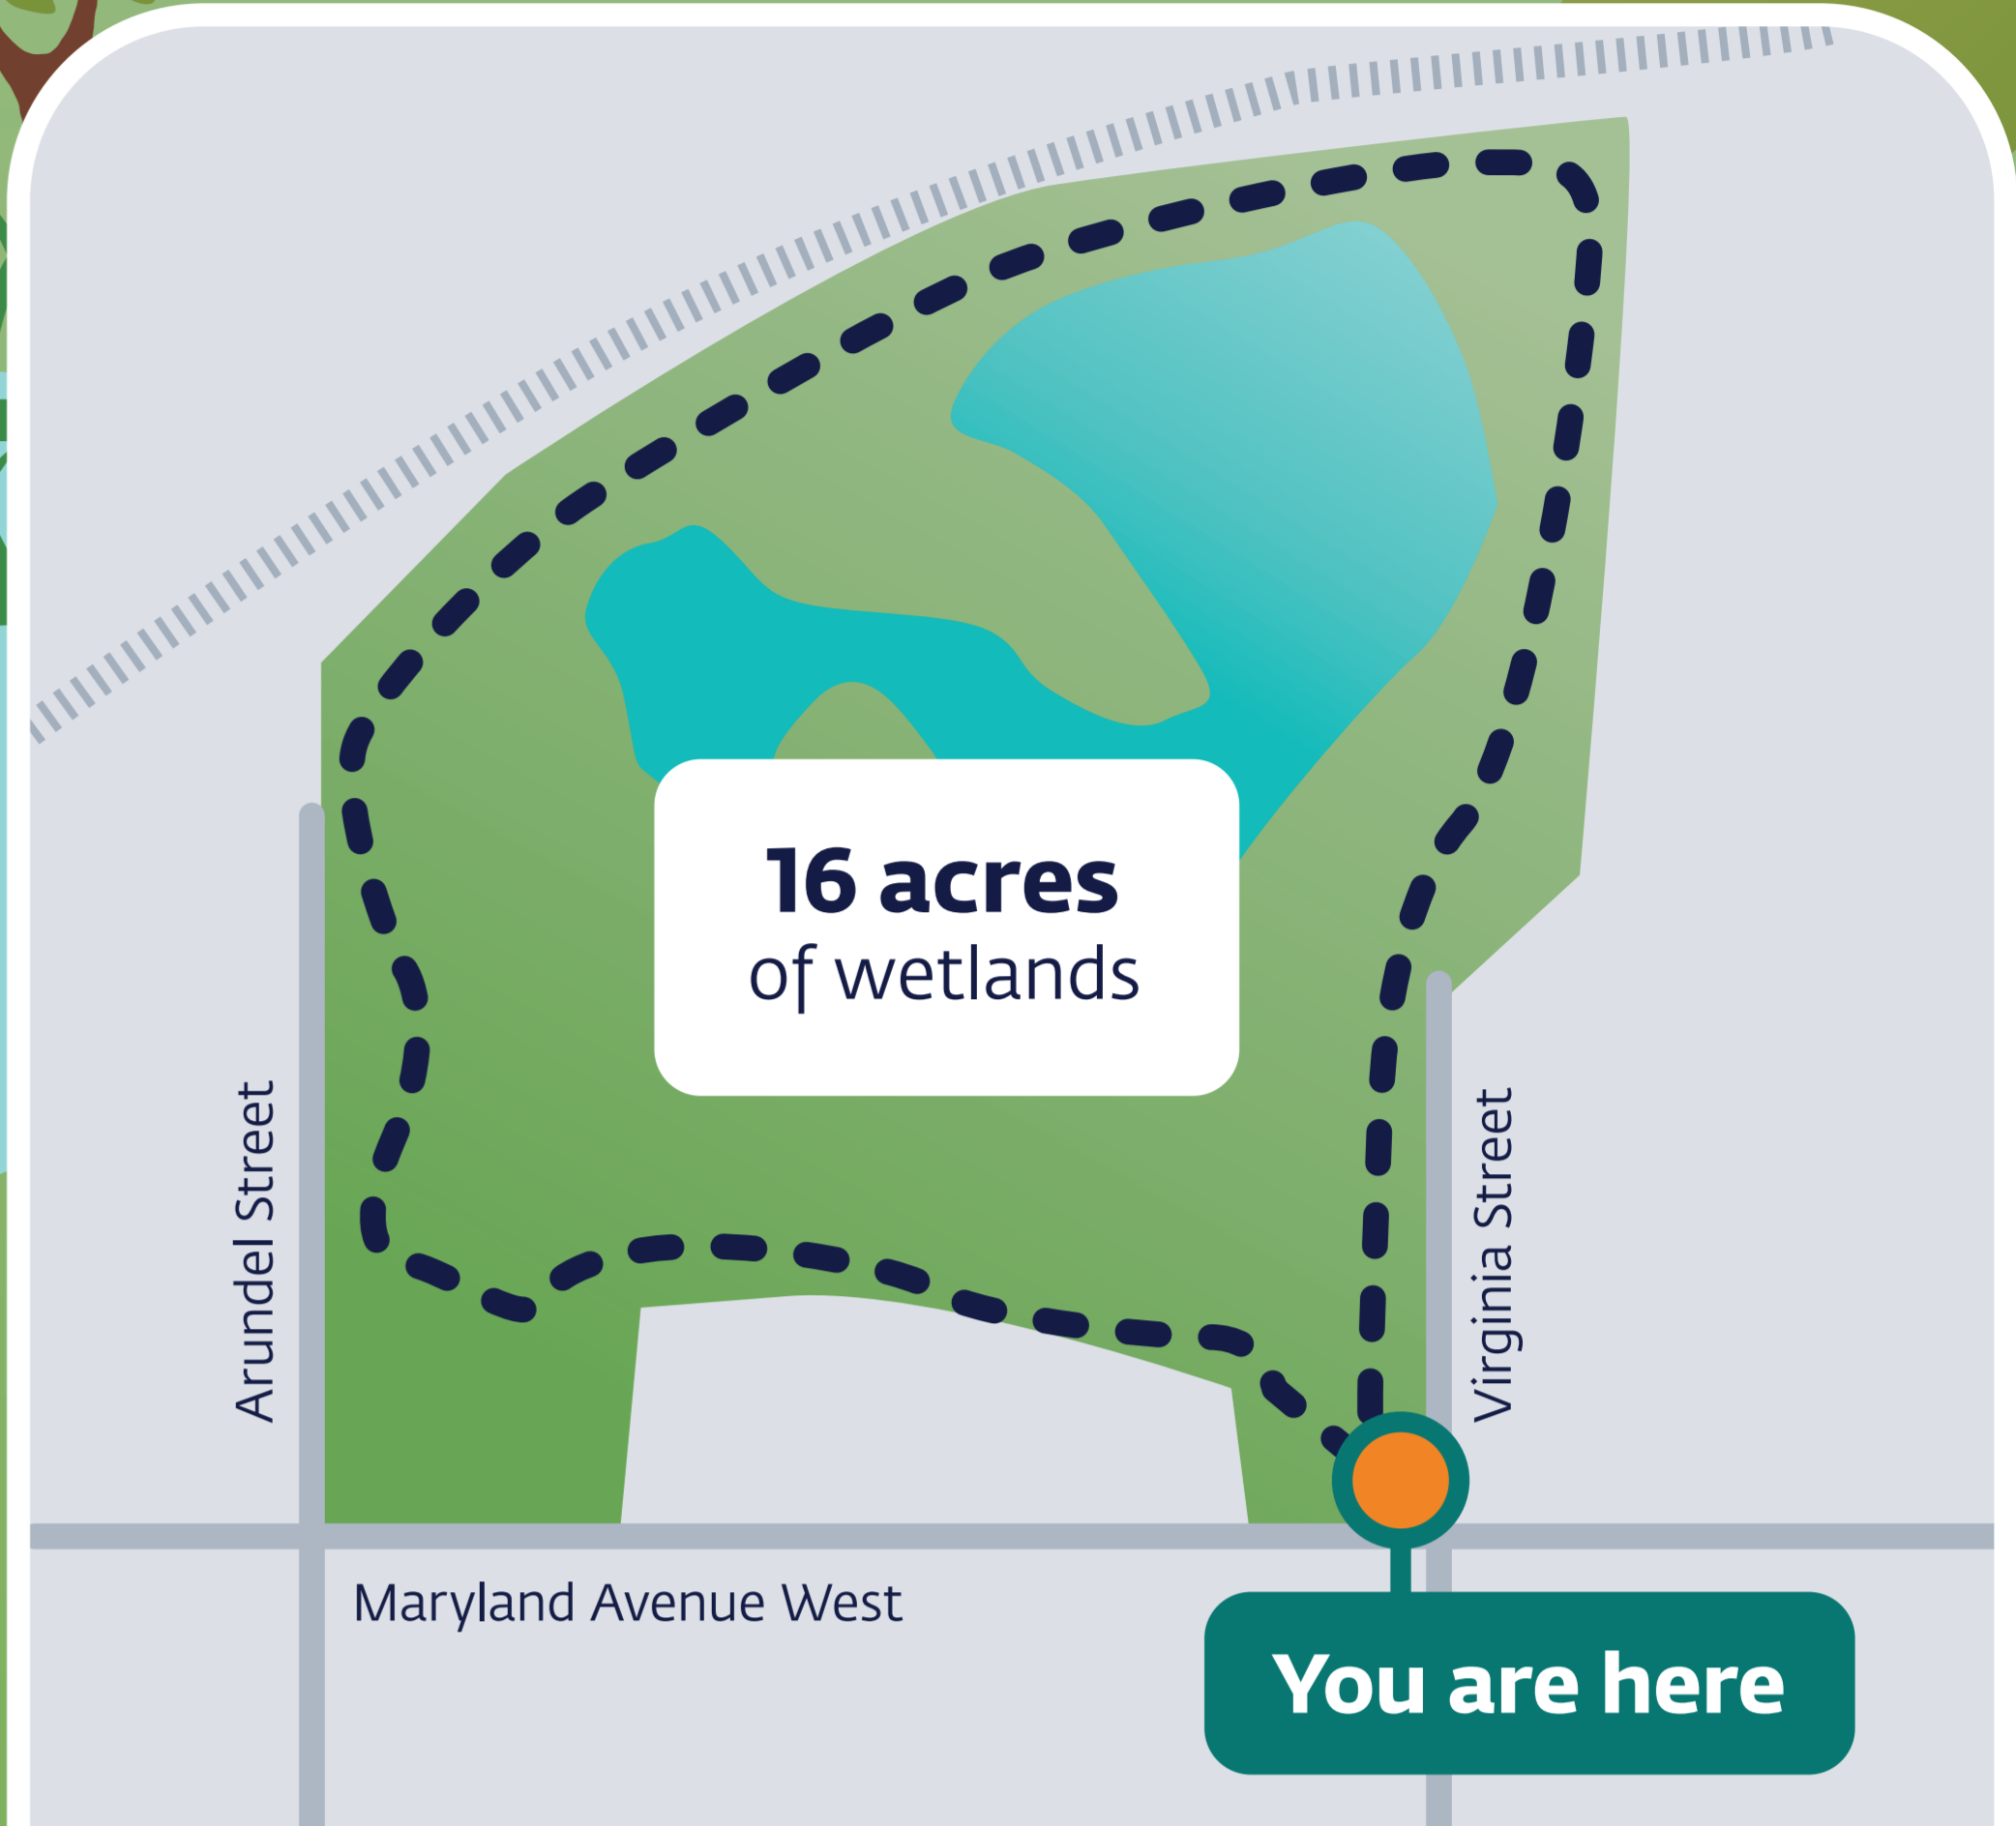 16 acres
of wetlands
Arundel Street
Virginia Street
Maryland Avenue West
You are here